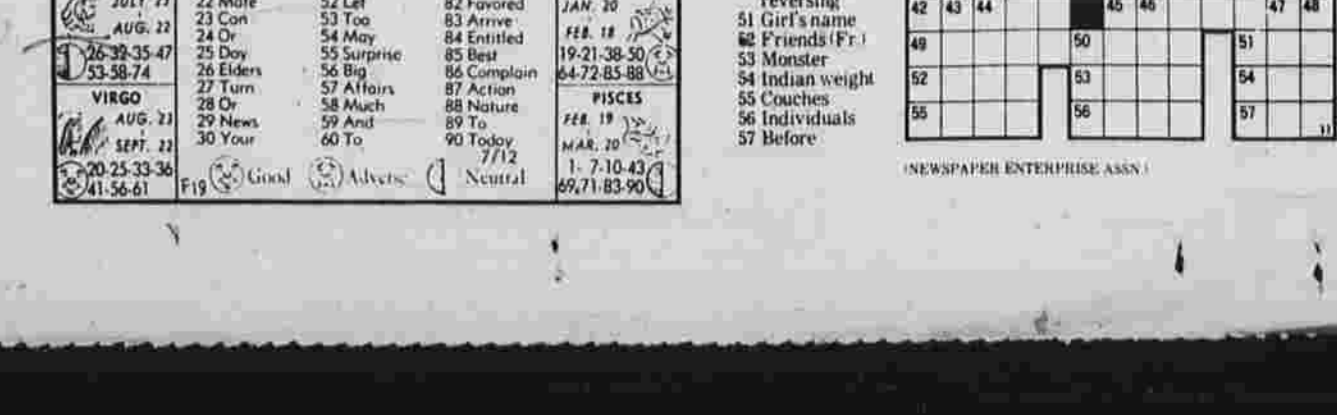 JULY 23
AUG. 22
26-32-35-47
53-58-74
VIRGO
AUG. 23
SEPT. 22
20-25-33-36
41-56-61
22 More
23 Can
24 Or
25 Day
26 Elders
27 Turn
28 Or
29 News
30 Your
52 Let
53 Too
54 May
55 Surprise
56 Big
57 Affairs
58 Much
59 And
60 To
82 Favored
83 Arrive
84 Entitled
85 Best
86 Complain
87 Action
88 Nature
89 To
90 Today
7/12
F19 Good Adverse Neutral
JAN. 20
FEB. 18
19-21-38-50
64-72-85-88
PISCES
FEB. 19
MAR. 20
1- 7-10-43
69-71-83-90
reversing
51 Girl's name
52 Friends (Fr.)
53 Monster
54 Indian weight
55 Couches
56 Individuals
57 Before
42 43 44 45 46 47 48
49 50 51
52 53 54
55 56 57
11
(NEWSPAPER ENTERPRISE ASSN.)